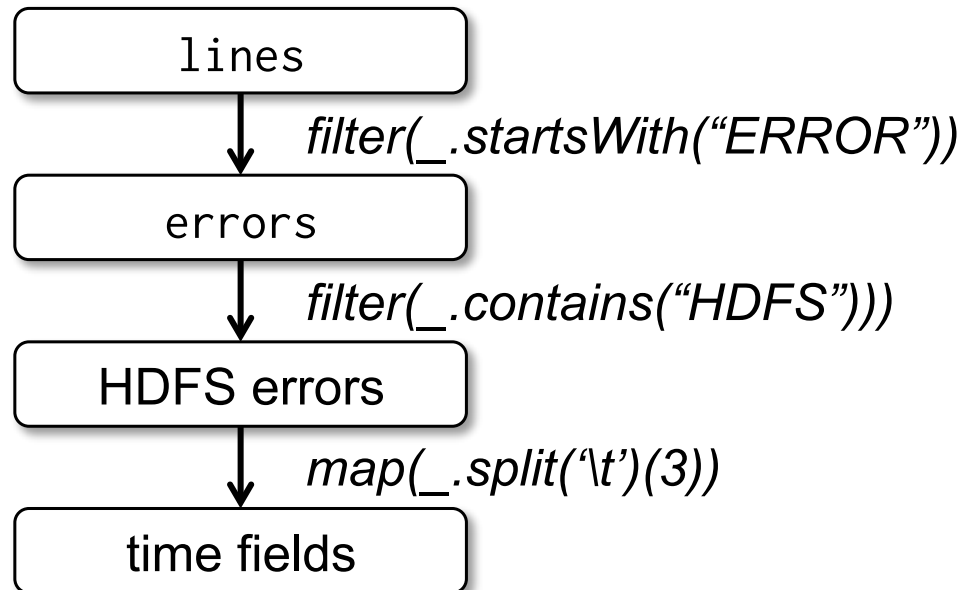 lines
filter(_.startsWith(“ERROR”))
errors
filter(_.contains(“HDFS”)))
HDFS errors
map(_.split(‘\t’)(3))
time fields